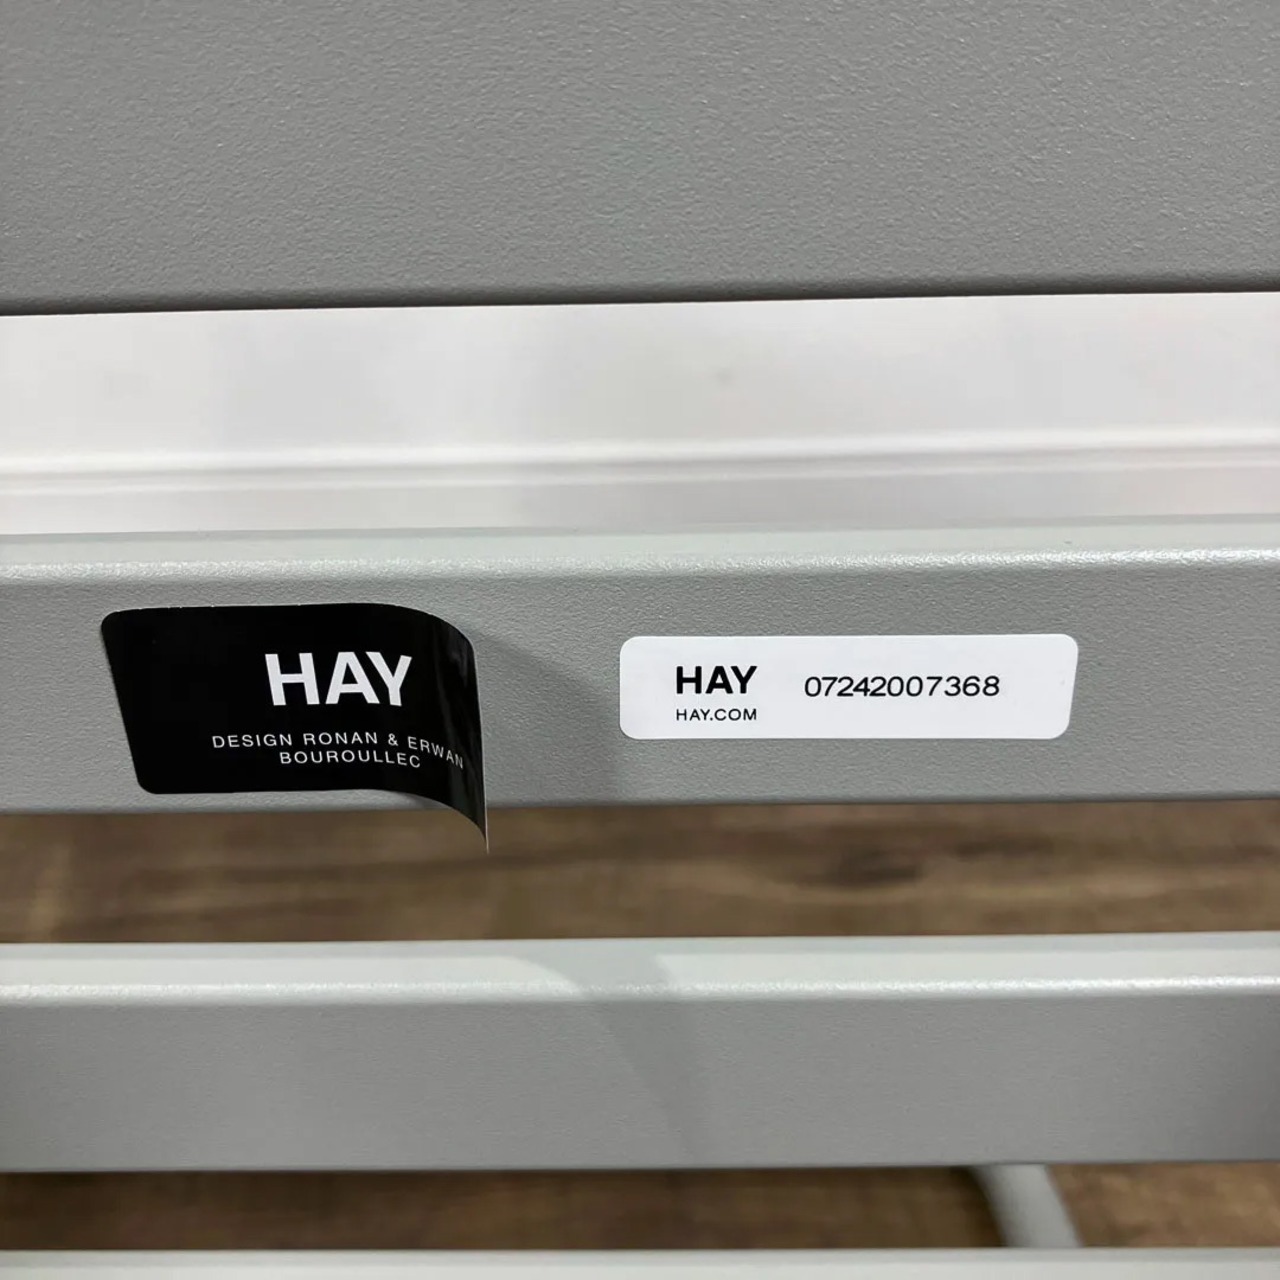 HAY
DESIGN RONAN & ERWAN
BOUROULLEC
HAY
HAY.COM
07242007368